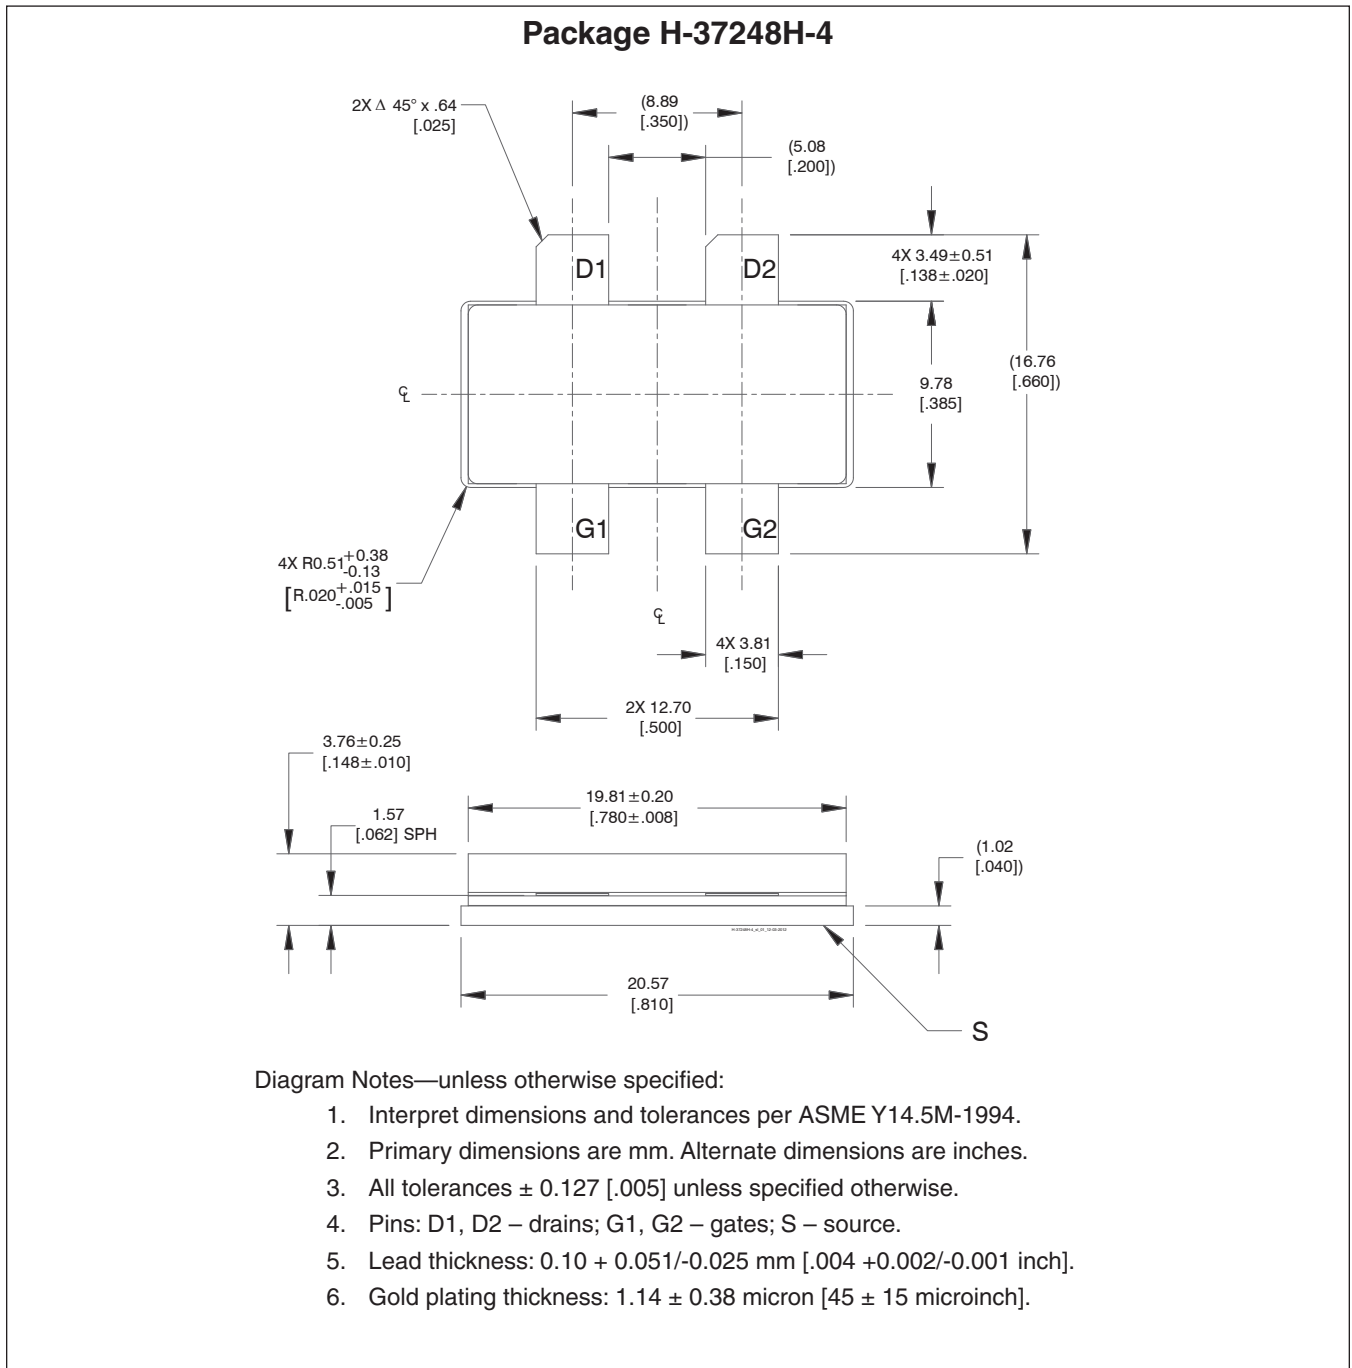 Package H-37248H-4
2X Δ 45° x .64
[.025]
(8.89
[.350])
(5.08
[.200])
D1
D2
4X 3.49±0.51
[.138±.020]
(16.76
[.660])
9.78
[.385]
℄
G1
G2
4X R0.51+0.38
-0.13
[R.020+.015
-.005 ]
℄
4X 3.81
[.150]
2X 12.70
[.500]
3.76±0.25
[.148±.010]
19.81±0.20
[.780±.008]
1.57
[.062] SPH
(1.02
[.040])
20.57
[.810]
S
Diagram Notes—unless otherwise specified:
1. Interpret dimensions and tolerances per ASME Y14.5M-1994.
2. Primary dimensions are mm. Alternate dimensions are inches.
3. All tolerances ± 0.127 [.005] unless specified otherwise.
4. Pins: D1, D2 – drains; G1, G2 – gates; S – source.
5. Lead thickness: 0.10 + 0.051/-0.025 mm [.004 +0.002/-0.001 inch].
6. Gold plating thickness: 1.14 ± 0.38 micron [45 ± 15 microinch].